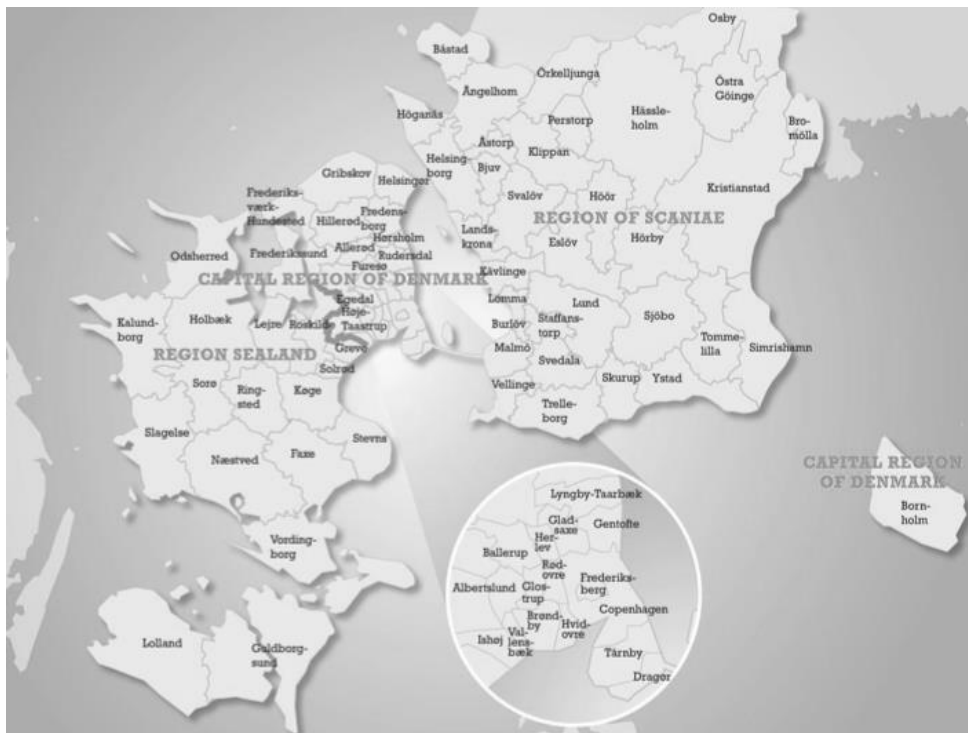 Osby
Båstad
Örkelljunga
Östra
Göinge
Ängelhom
Hässle-
holm
Höganäs
Perstorp
Bro-
mölla
Åstorp
Klippan
Helsing-
borg
Bjuv
Gribskov
Helsingør
Svalöv
Höör
Kristianstad
Frederiks-
værk-
Hundested
Hillerød
Fredens-
borg
REGION OF SCANIAE
Lands-
krona
Hørsholm
Allerød
Rudersdal
Eslöv
Hörby
Odsherred
Frederikssund
Furesø
CAPITAL REGION OF DENMARK
Kävlinge
Egedal
Lomma
Lund
Høje-
Taastrup
Kalund-
borg
Holbæk
Lejre
Roskilde
Burlöv
Staffans-
torp
Sjöbo
Tomme-
lilla
Simrishamn
REGION SEALAND
Greve
Malmö
Svedala
Solrød
Sorø
Ring-
sted
Køge
Vellinge
Skurup
Ystad
Trelle-
borg
Slagelse
Stevns
Næstved
Faxe
CAPITAL REGION
OF DENMARK
Born-
holm
Vording-
borg
Lolland
Guldborg-
sund
Lyngby-Taarbæk
Glad-
saxe
Gentofte
Her-
lev
Ballerup
Rød-
ovre
Albertslund
Glos-
trup
Frederiks-
berg
Copenhagen
Brønd-
by
Hvid-
ovre
Ishøj
Val-
lens-
bæk
Tårnby
Dragør